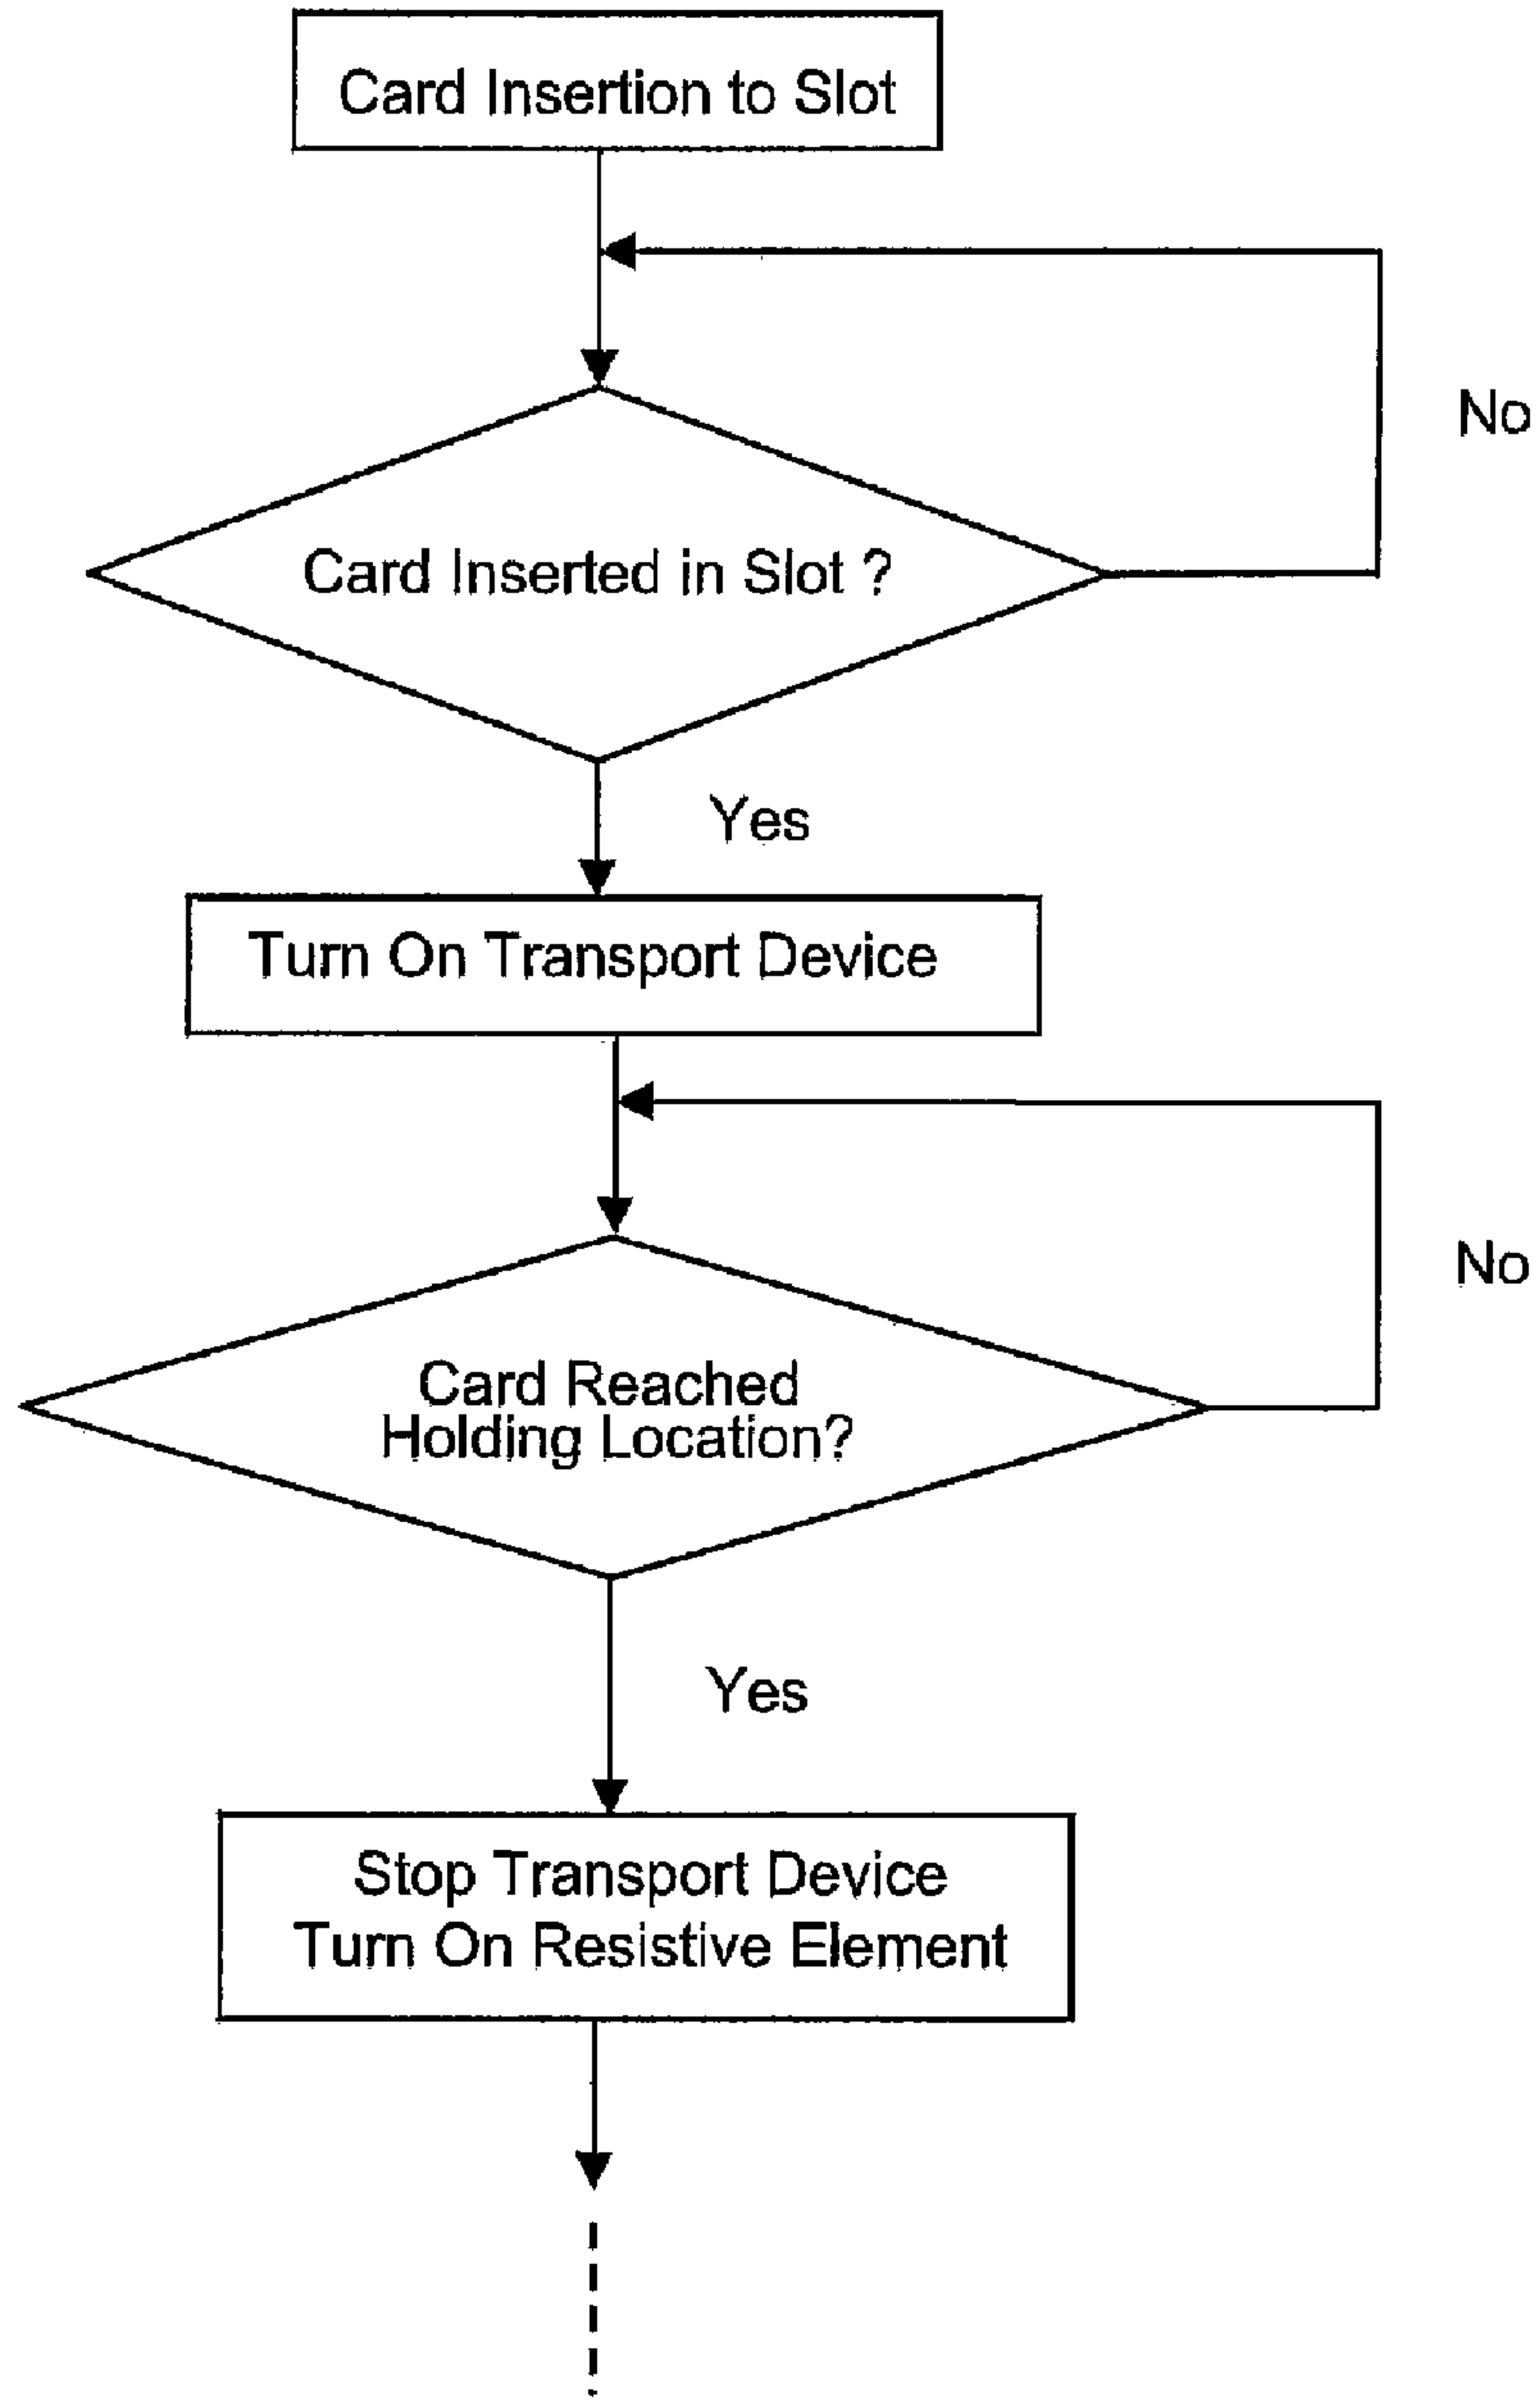 Card Insertion to Slot
No
Card Inserted in Slot ?
Yes
Turn On Transport Device
No
Card Reached
Holding Location?
Yes
Stop Transport Device
Turn On Resistive Element